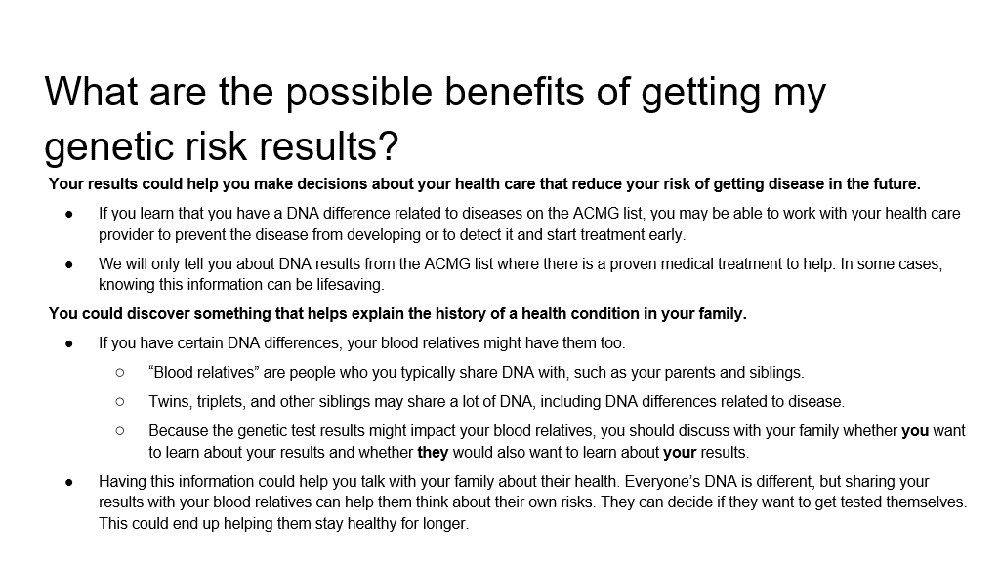 What are the possible benefits of getting my
genetic risk results?
Your results could help you make decisions about your health care that reduce your risk of getting disease in the future.
● If you learn that you have a DNA difference related to diseases on the ACMG list, you may be able to work with your health care
provider to prevent the disease from developing or to detect it and start treatment early.
● We will only tell you about DNA results from the ACMG list where there is a proven medical treatment to help. In some cases,
knowing this information can be lifesaving.
You could discover something that helps explain the history of a health condition in your family.
● If you have certain DNA differences, your blood relatives might have them too.
○ “Blood relatives” are people who you typically share DNA with, such as your parents and siblings.
○ Twins, triplets, and other siblings may share a lot of DNA, including DNA differences related to disease.
○ Because the genetic test results might impact your blood relatives, you should discuss with your family whether you want
to learn about your results and whether they would also want to learn about your results.
● Having this information could help you talk with your family about their health. Everyone’s DNA is different, but sharing your
results with your blood relatives can help them think about their own risks. They can decide if they want to get tested themselves.
This could end up helping them stay healthy for longer.